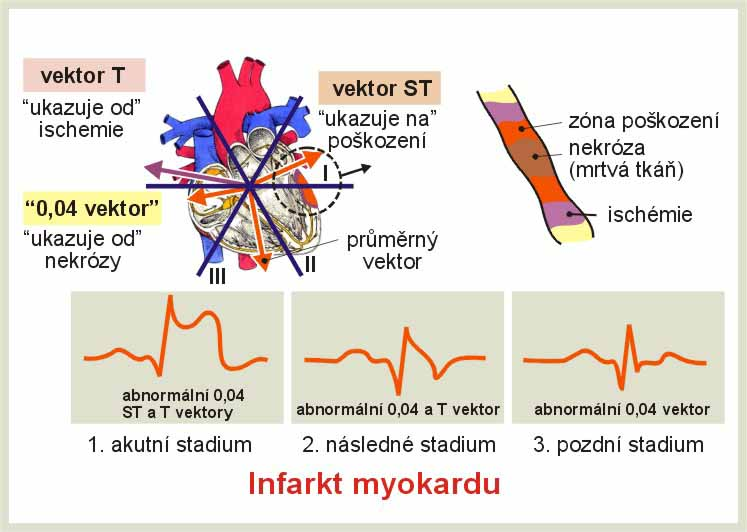 vektor T
“ukazuje od”
ischemie
vektor ST
“ukazuje na”
poškození
I
“0,04 vektor”
“ukazuje od”
nekrózy
III
II
průměrný
vektor
zóna poškození
nekróza
(mrtvá tkáň)
ischémie
abnormální 0,04
ST a T vektory
1. akutní stadium
abnormální 0,04 a T vektor
2. následné stadium
abnormální 0,04 vektor
3. pozdní stadium
Infarkt myokardu